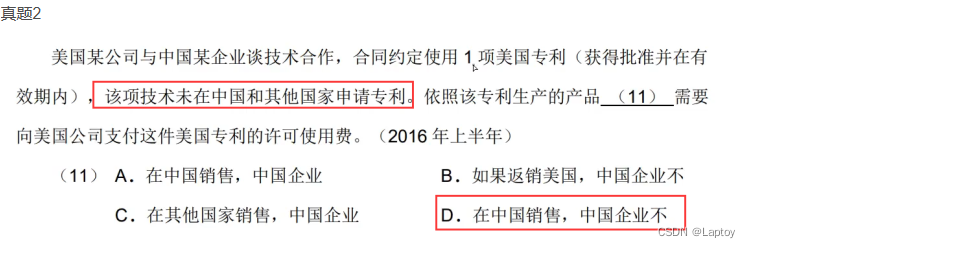 真题2
美国某公司与中国某企业谈技术合作，合同约定使用 1 项美国专利（获得批准并在有
效期内），该项技术未在中国和其他国家申请专利。依照该专利生产的产品 （11） 需要
向美国公司支付这件美国专利的许可使用费。（2016 年上半年）
（11） A．在中国销售，中国企业 B．如果返销美国，中国企业不
C．在其他国家销售，中国企业 D．在中国销售，中国企业不
CSDN @Laptoy